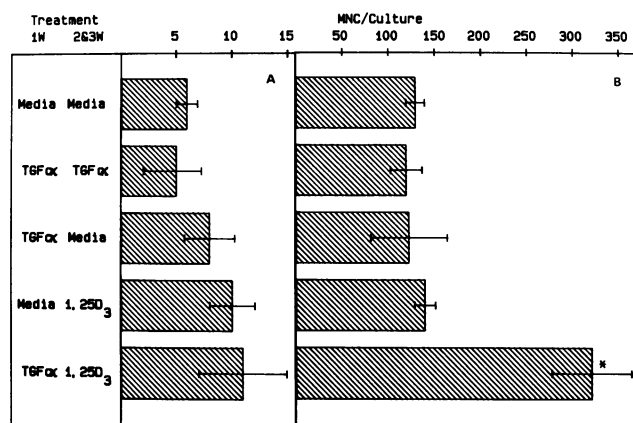 Treatment MNC/Culture
1W 2&3W 5 10 15 50 100 150 200 250 300 350
A B
Media Media
TGFα TGFα
TGFα Media
Media 1,25D3
TGFα 1,25D3 *